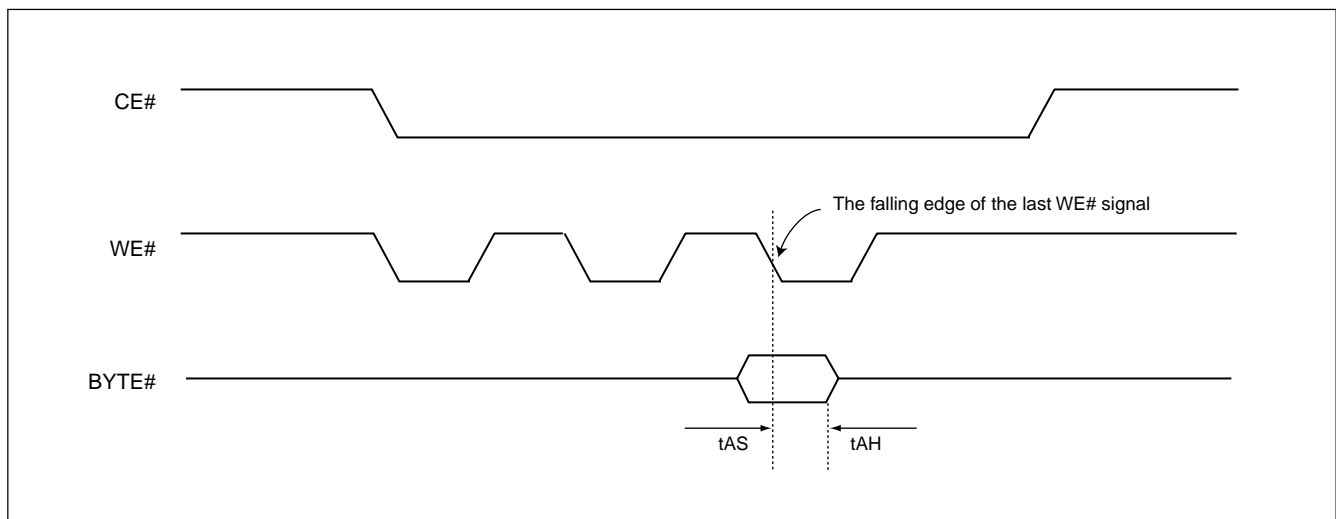 CE#
The falling edge of the last WE# signal
WE#
BYTE#
tAS
tAH